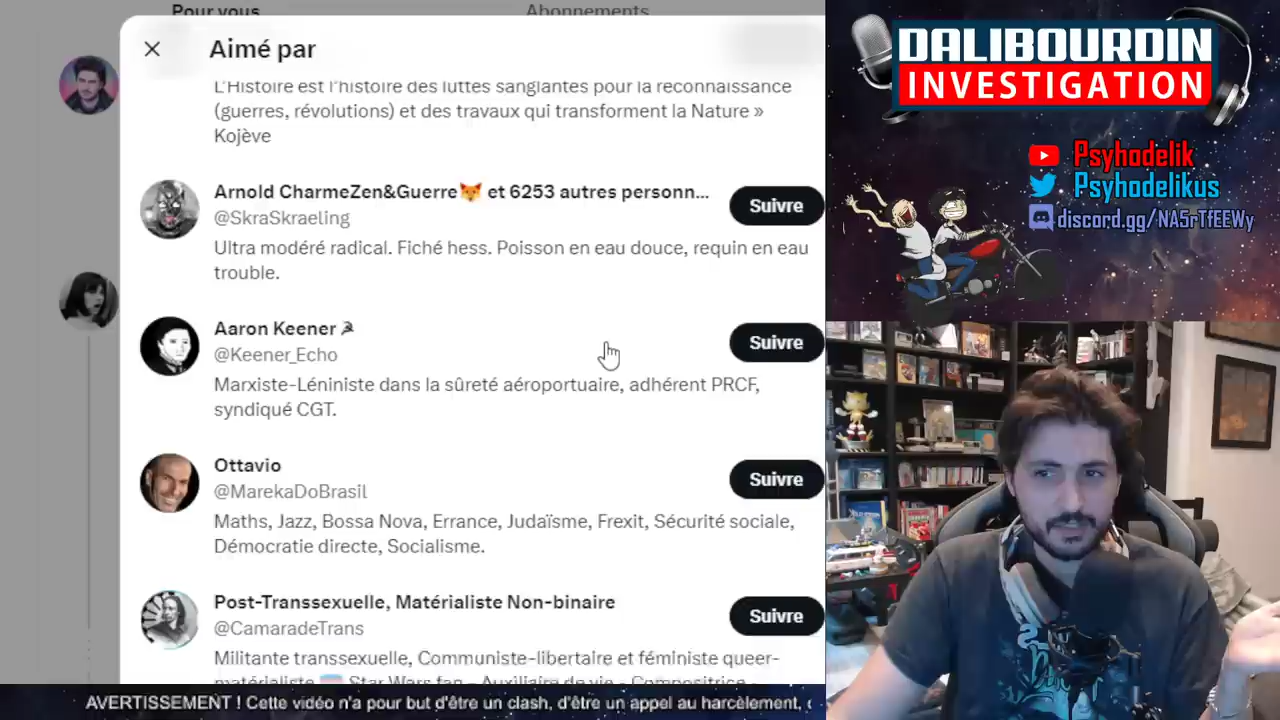 Pour vous
Abonnements
Aimé par
L'Histoire est l'histoire des luttes sanglantes pour la reconnaissance
(guerres, révolutions) et des travaux qui transforment la Nature »
Kojève
Arnold CharmeZen&Guerre🦊 et 6253 autres personn...
Suivre
@SkraSkraeling
Ultra modéré radical. Fiché hess. Poisson en eau douce, requin en eau
trouble.
Aaron Keener ☭
Suivre
@Keener_Echo
Marxiste-Léniniste dans la sûreté aéroportuaire, adhérent PRCF,
syndiqué CGT.
Ottavio
Suivre
@MarekaDoBrasil
Maths, Jazz, Bossa Nova, Errance, Judaïsme, Frexit, Sécurité sociale,
Démocratie directe, Socialisme.
Post-Transsexuelle, Matérialiste Non-binaire
Suivre
@CamaradeTrans
Militante transsexuelle, Communiste-libertaire et féministe queer-
matérialiste 🏳️‍⚧️ Star Wars fan - Auxiliaire de vie - Compositrice -
DALIBOURDIN
INVESTIGATION
Psyhodelik
Psyhodelikus
discord.gg/NA5rTfEEWy
AVERTISSEMENT ! Cette vidéo n'a pour but d'être un clash, d'être un appel au harcèlement,